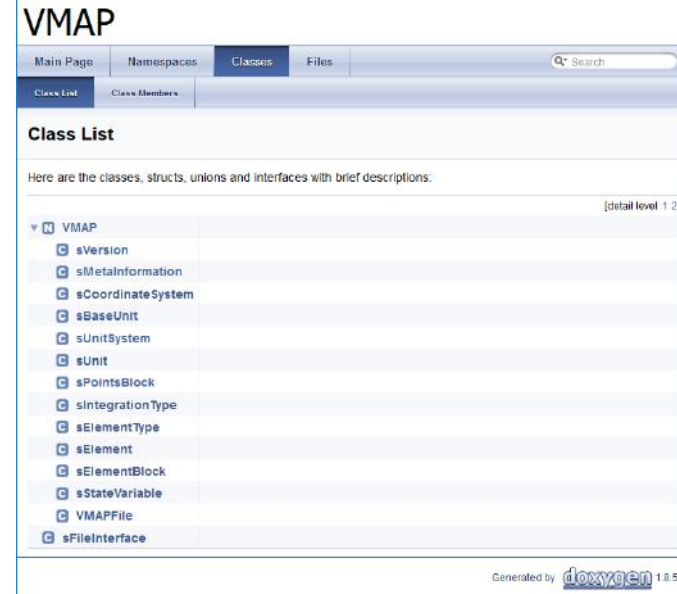 VMAP
Main Page Namespaces Classes Files Search
Class List Class Members
Class List
Here are the classes, structs, unions and interfaces with brief descriptions:
[detail level 1 2
N VMAP
C sVersion
C sMetaInformation
C sCoordinateSystem
C sBaseUnit
C sUnitSystem
C sUnit
C sPointsBlock
C sIntegrationType
C sElementType
C sElement
C sElementBlock
C sStateVariable
C VMAPFile
C sFileInterface
Generated by doxygen 1.8.5